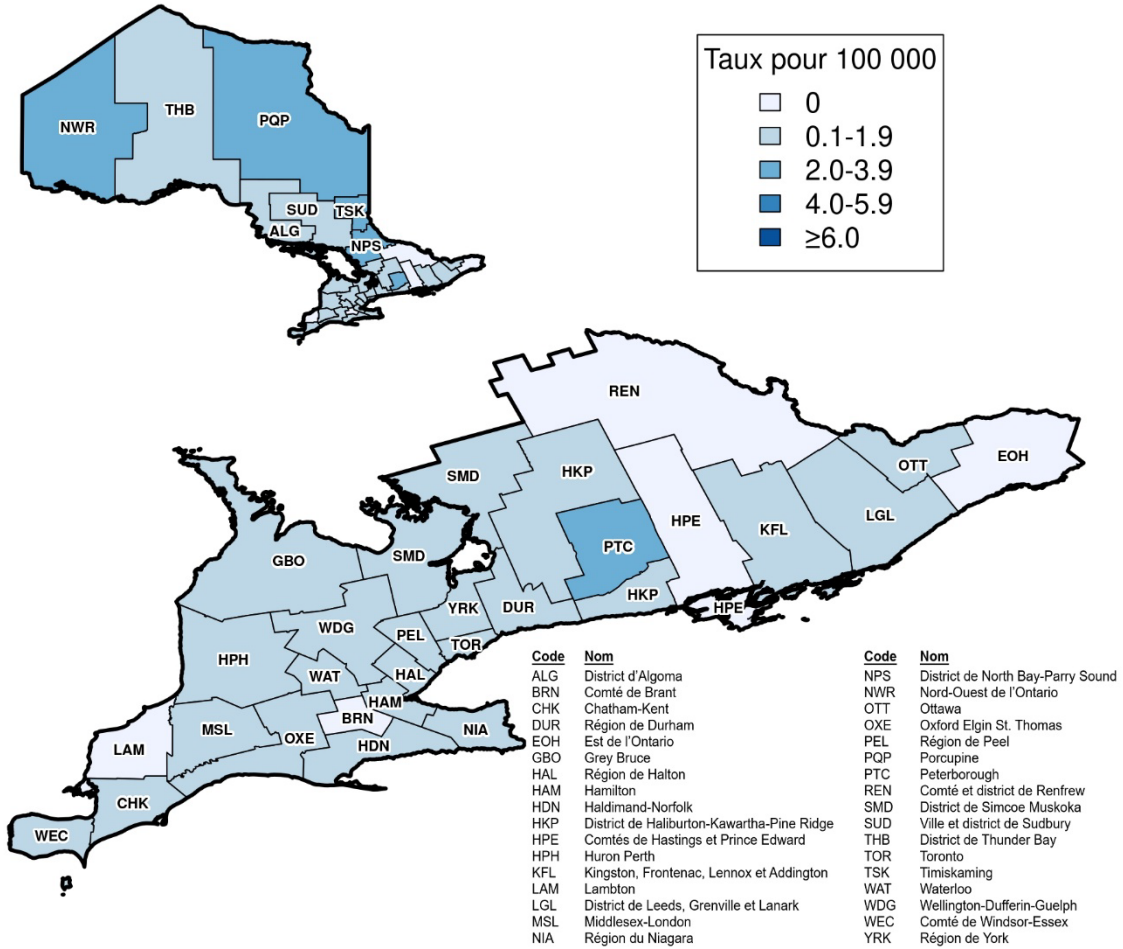 Taux pour 100 000
0
0.1-1.9
2.0-3.9
4.0-5.9
≥6.0
NWR
THB
PQP
SUD
TSK
ALG
NPS
REN
SMD
HKP
OTT
EOH
HPE
KFL
LGL
GBO
SMD
PTC
HKP
YRK
DUR
HPE
WDG
PEL
TOR
HPH
WAT
HAL
HAM
BRN
MSL
OXE
NIA
LAM
HDN
CHK
WEC
Code Nom
ALG District d'Algoma
BRN Comté de Brant
CHK Chatham-Kent
DUR Région de Durham
EOH Est de l'Ontario
GBO Grey Bruce
HAL Région de Halton
HAM Hamilton
HDN Haldimand-Norfolk
HKP District de Haliburton-Kawartha-Pine Ridge
HPE Comtés de Hastings et Prince Edward
HPH Huron Perth
KFL Kingston, Frontenac, Lennox et Addington
LAM Lambton
LGL District de Leeds, Grenville et Lanark
MSL Middlesex-London
NIA Région du Niagara
Code Nom
NPS District de North Bay-Parry Sound
NWR Nord-Ouest de l'Ontario
OTT Ottawa
OXE Oxford Elgin St. Thomas
PEL Région de Peel
PQP Porcupine
PTC Peterborough
REN Comté et district de Renfrew
SMD District de Simcoe Muskoka
SUD Ville et district de Sudbury
THB District de Thunder Bay
TOR Toronto
TSK Timiskaming
WAT Waterloo
WDG Wellington-Dufferin-Guelph
WEC Comté de Windsor-Essex
YRK Région de York